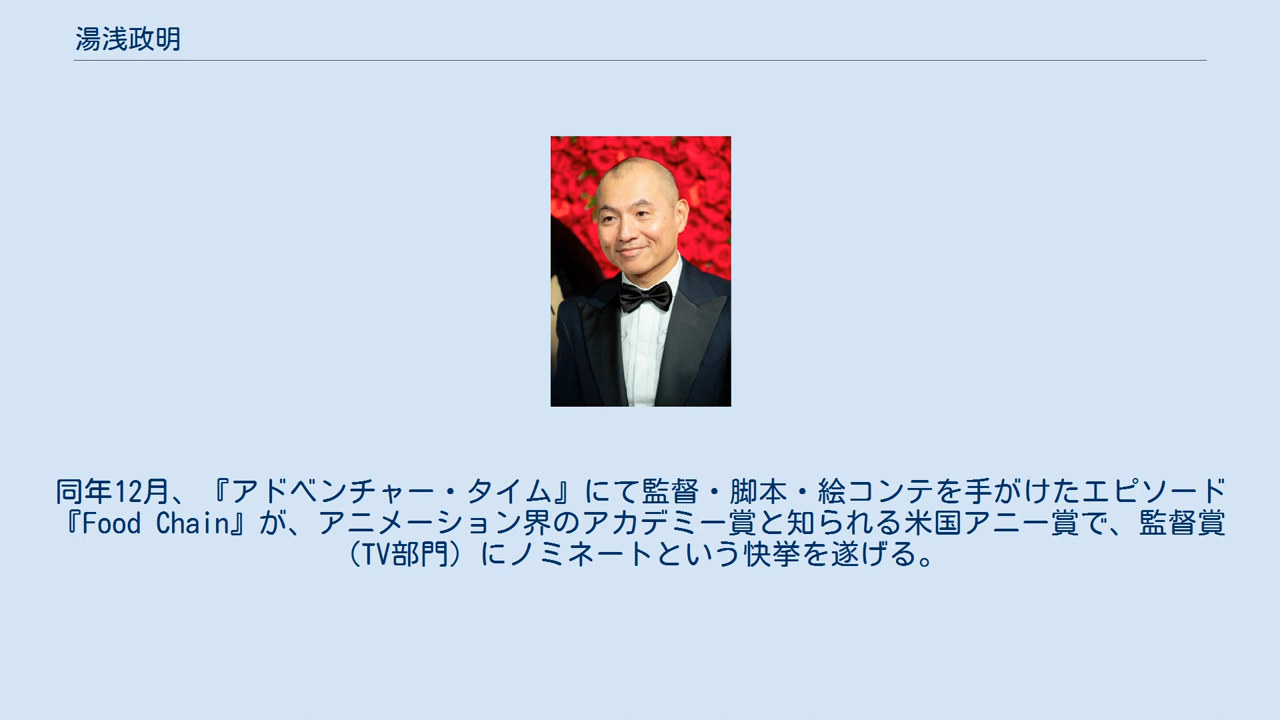 湯浅政明
同年12月、『アドベンチャー・タイム』にて監督・脚本・絵コンテを手がけたエピソード
『Food Chain』が、アニメーション界のアカデミー賞と知られる米国アニー賞で、監督賞
（TV部門）にノミネートという快挙を遂げる。